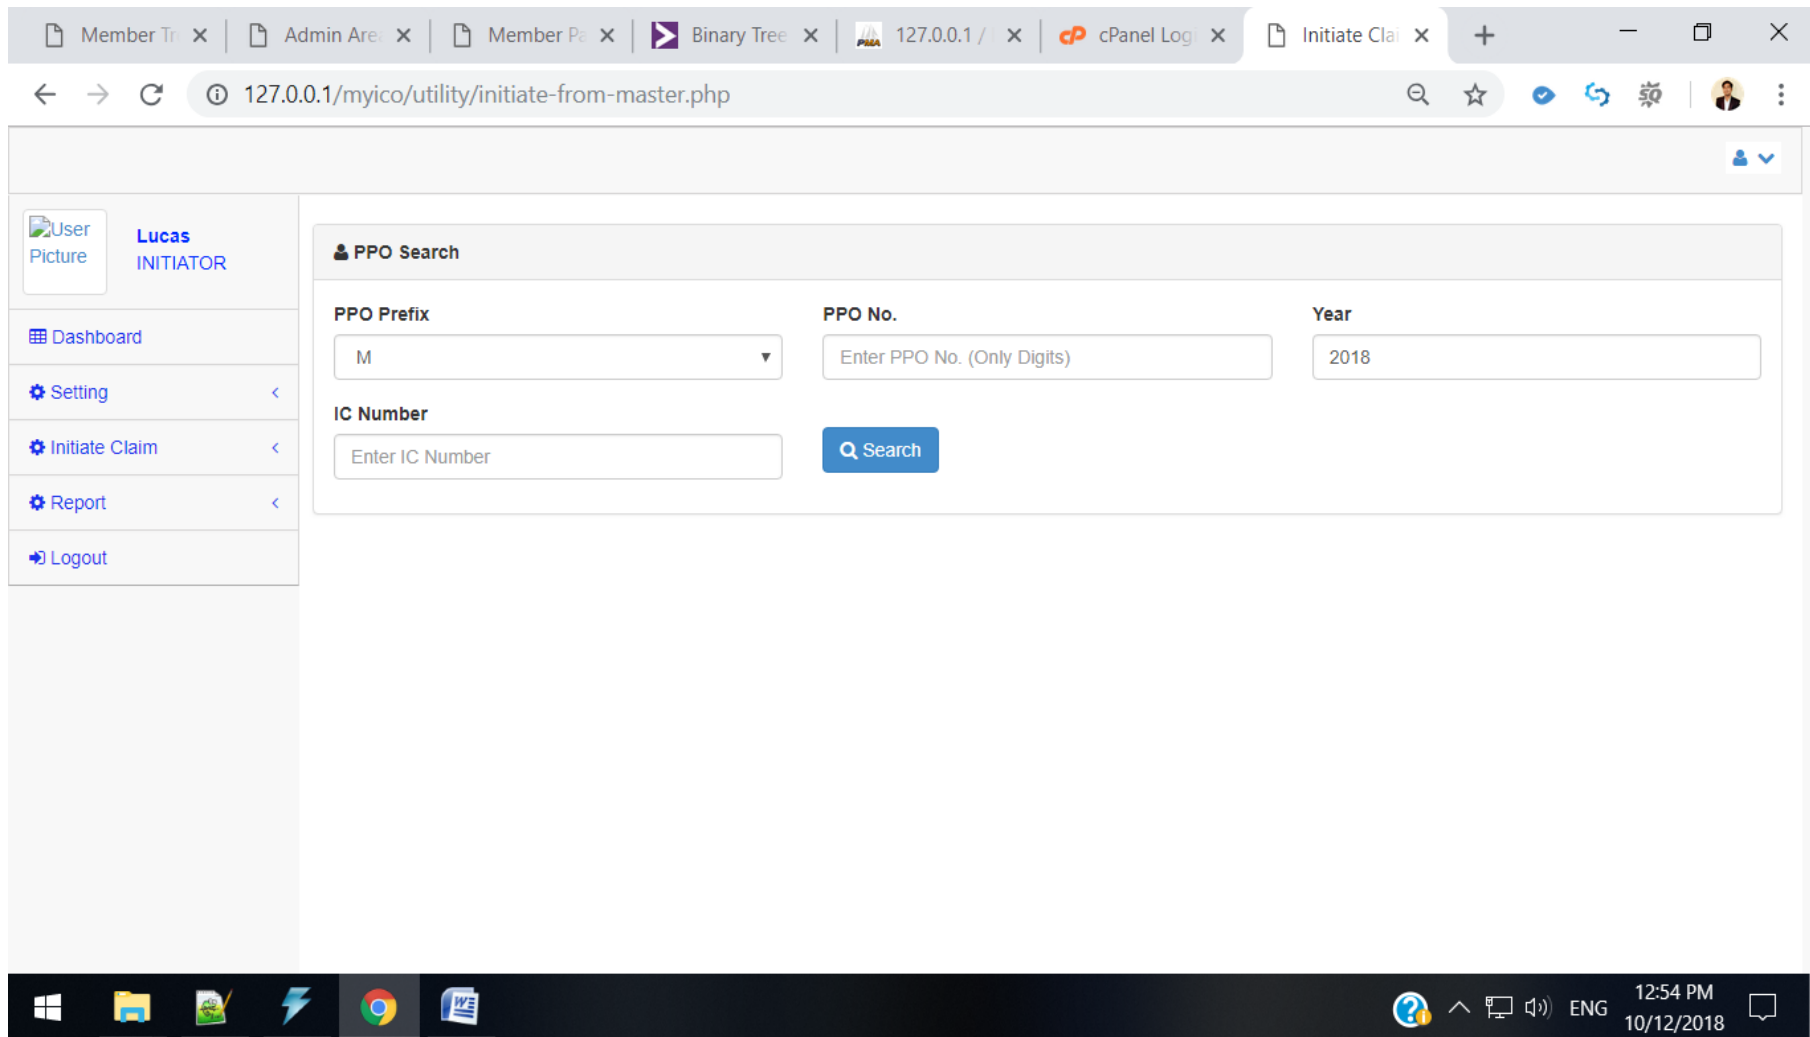 Member Tr
Admin Area
Member Pa
Binary Tree
127.0.0.1 /
cPanel Logi
Initiate Clai
127.0.0.1/myico/utility/initiate-from-master.php
User Picture
Lucas
INITIATOR
Dashboard
Setting
Initiate Claim
Report
Logout
PPO Search
PPO Prefix
M
PPO No.
Enter PPO No. (Only Digits)
Year
2018
IC Number
Enter IC Number
Search
ENG
12:54 PM
10/12/2018